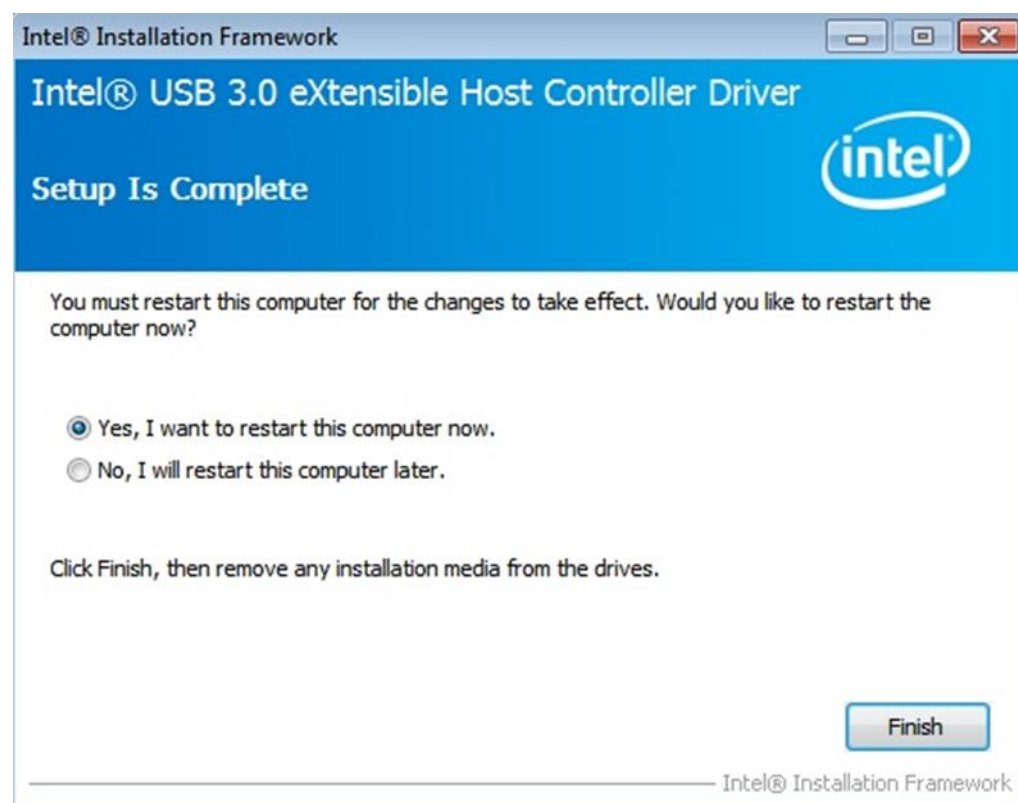 Intel® Installation Framework
Intel® USB 3.0 eXtensible Host Controller Driver
intel
Setup Is Complete
You must restart this computer for the changes to take effect. Would you like to restart the
computer now?
Yes, I want to restart this computer now.
No, I will restart this computer later.
Click Finish, then remove any installation media from the drives.
Finish
Intel® Installation Framework